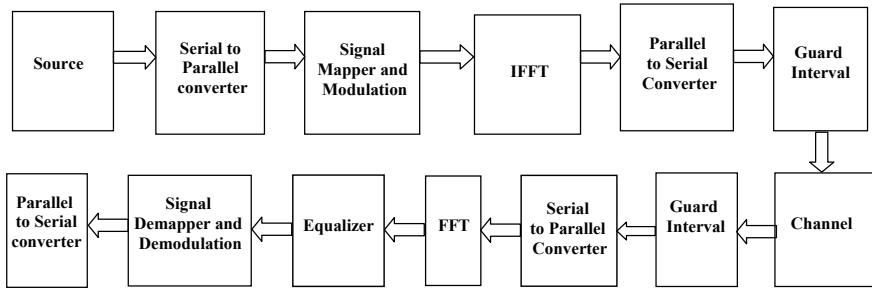 Source
Serial to
Parallel
converter
Signal
Mapper and
Modulation
IFFT
Parallel
to Serial
Converter
Guard
Interval
Parallel
to Serial
converter
Signal
Demapper and
Demodulation
Equalizer
FFT
Serial
to Parallel
Converter
Guard
Interval
Channel